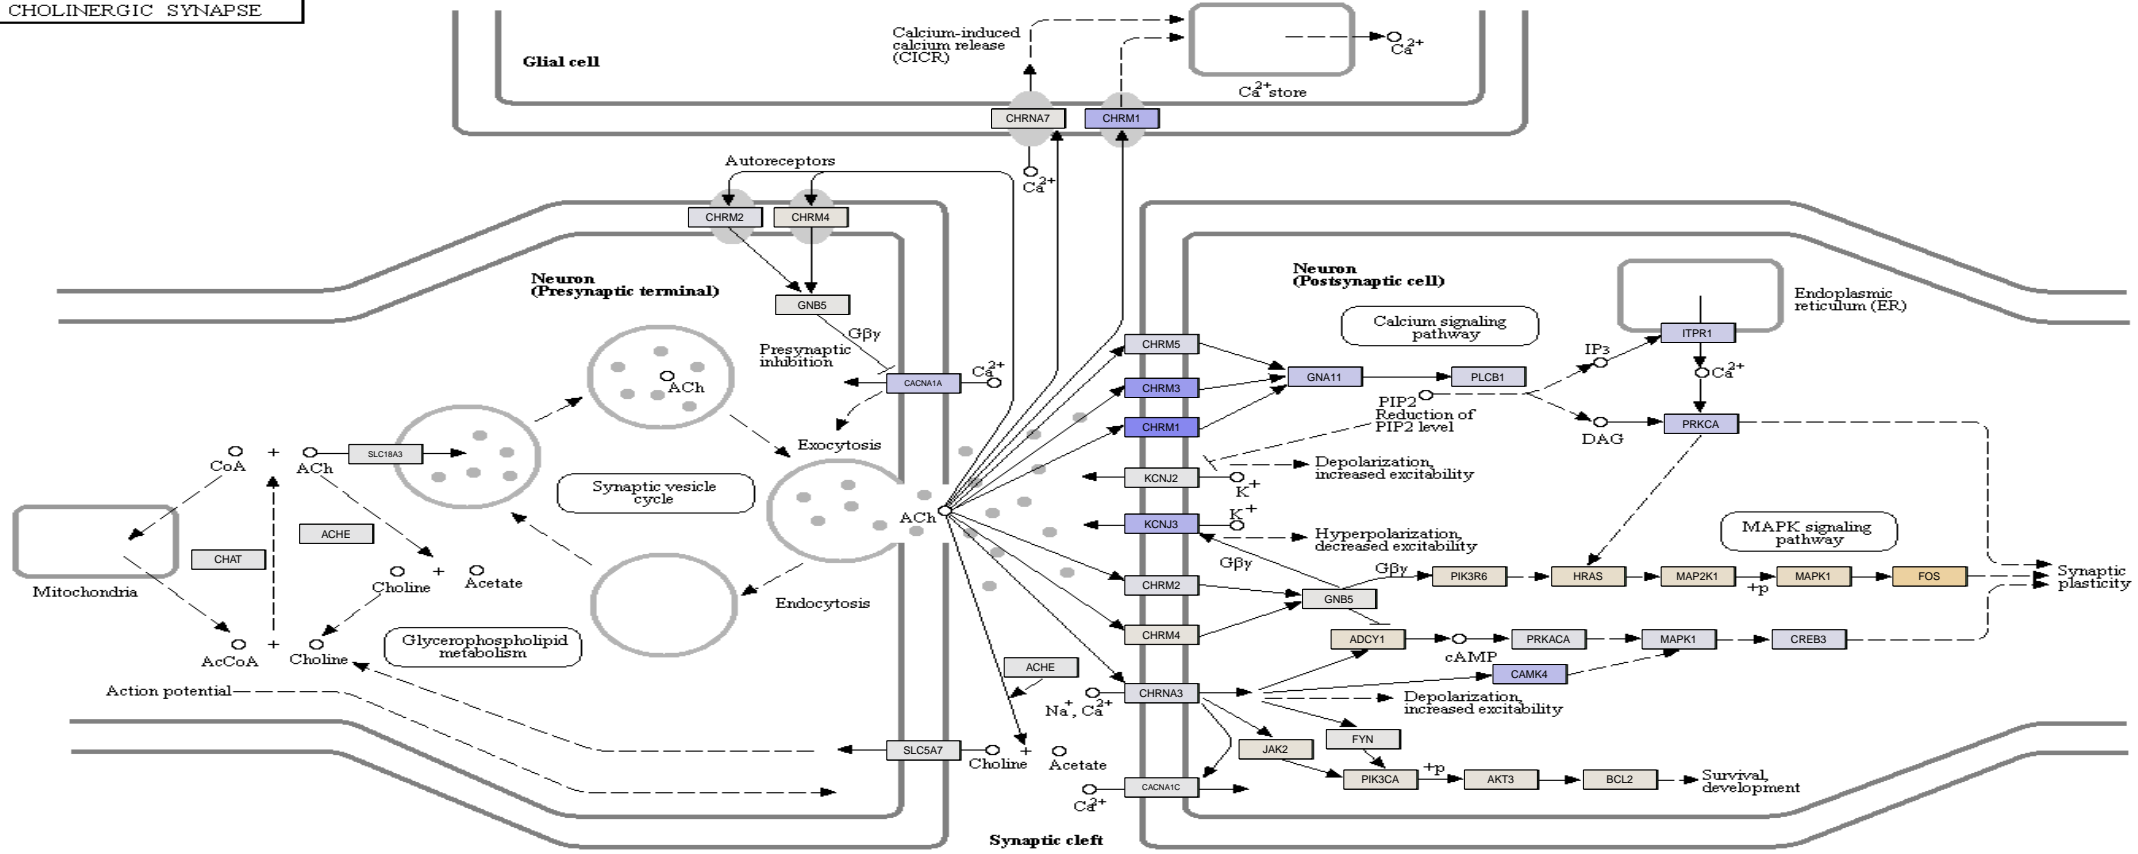 CHOLINERGIC SYNAPSE
Glial cell
Calcium-induced
calcium release
(CICR)
Ca2+
Ca2+ store
CHRNA7
CHRM1
Ca2+
Autoreceptors
CHRM2
CHRM4
Neuron
(Presynaptic terminal)
GNB5
Gβγ
Presynaptic
inhibition
CACNA1A
Ca2+
ACh
Exocytosis
CoA
+
ACh
SLC18A3
Synaptic vesicle
cycle
ACh
ACHE
CHAT
Mitochondria
Choline
+
Acetate
Endocytosis
AcCoA
+
Choline
Glycerophospholipid
metabolism
Action potential
SLC5A7
Choline
+
Acetate
ACHE
Synaptic cleft
Neuron
(Postsynaptic cell)
Calcium signaling
pathway
Endoplasmic
reticulum (ER)
ITPR1
IP3
Ca2+
CHRM5
CHRM3
CHRM1
GNA11
PLCB1
PIP2
Reduction of
PIP2 level
DAG
PRKCA
KCNJ2
K+
Depolarization,
increased excitability
KCNJ3
K+
Hyperpolarization,
decreased excitability
MAPK signaling
pathway
Gβγ
Gβγ
CHRM2
GNB5
PIK3R6
HRAS
MAP2K1
+p
MAPK1
FOS
Synaptic
plasticity
CHRM4
ADCY1
cAMP
PRKACA
MAPK1
CREB3
CAMK4
CHRNA3
Na+, Ca2+
Depolarization,
increased excitability
JAK2
FYN
PIK3CA
+p
AKT3
BCL2
Survival,
development
CACNA1C
Ca2+